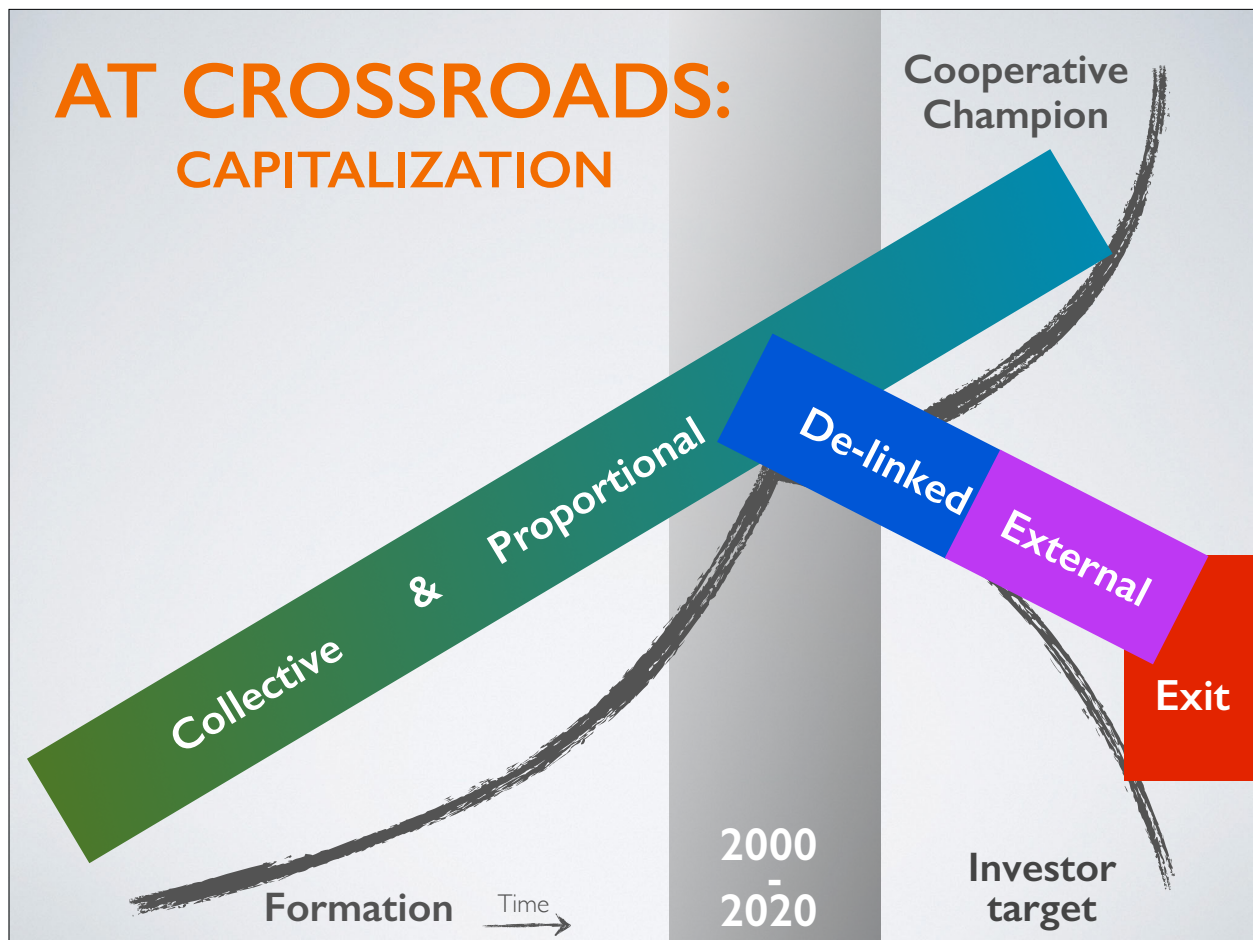 AT CROSSROADS:
CAPITALIZATION
Cooperative
Champion
Collective & Proportional
De-linked
External
Exit
Formation
Time
2000
-
2020
Investor
target